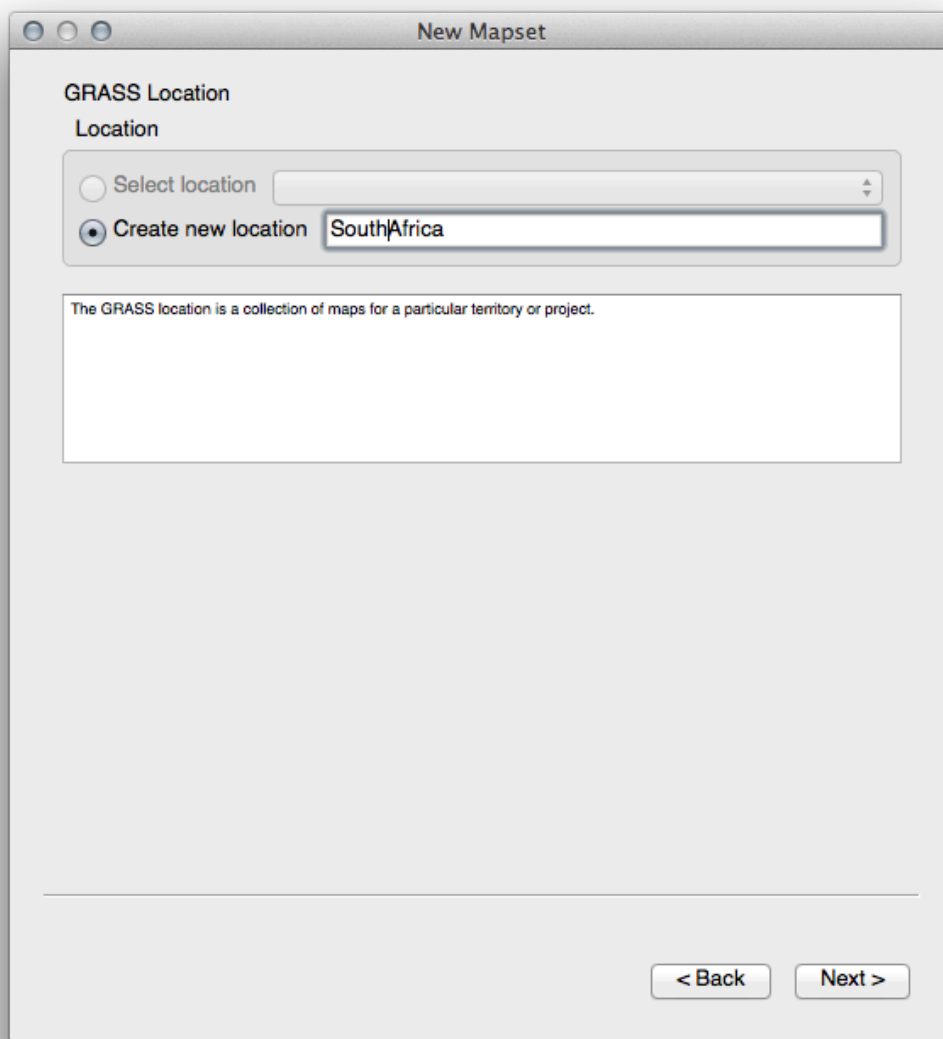 New Mapset
GRASS Location
Location
Select location
Create new location SouthAfrica
The GRASS location is a collection of maps for a particular territory or project.
< Back Next >